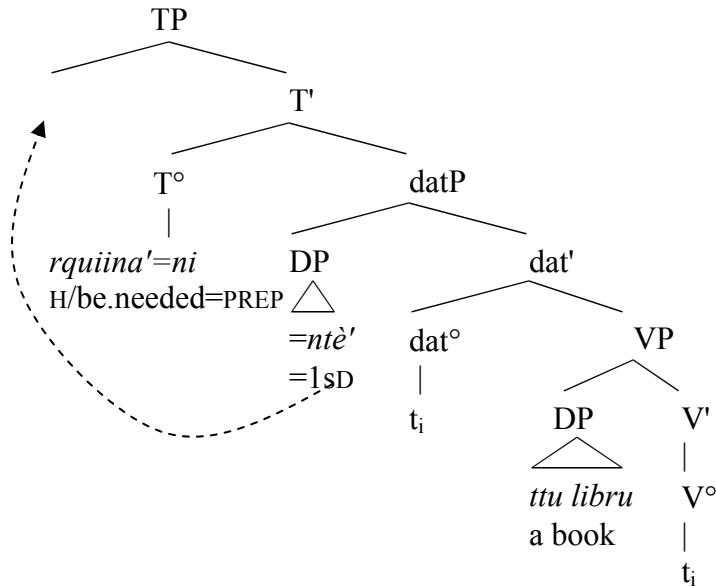 TP
T'
T° datP
rquiina'=ni DP dat'
H/be.needed=PREP
=ntè' dat° VP
=1sD
ti DP V'
ttu libru V°
a book
ti